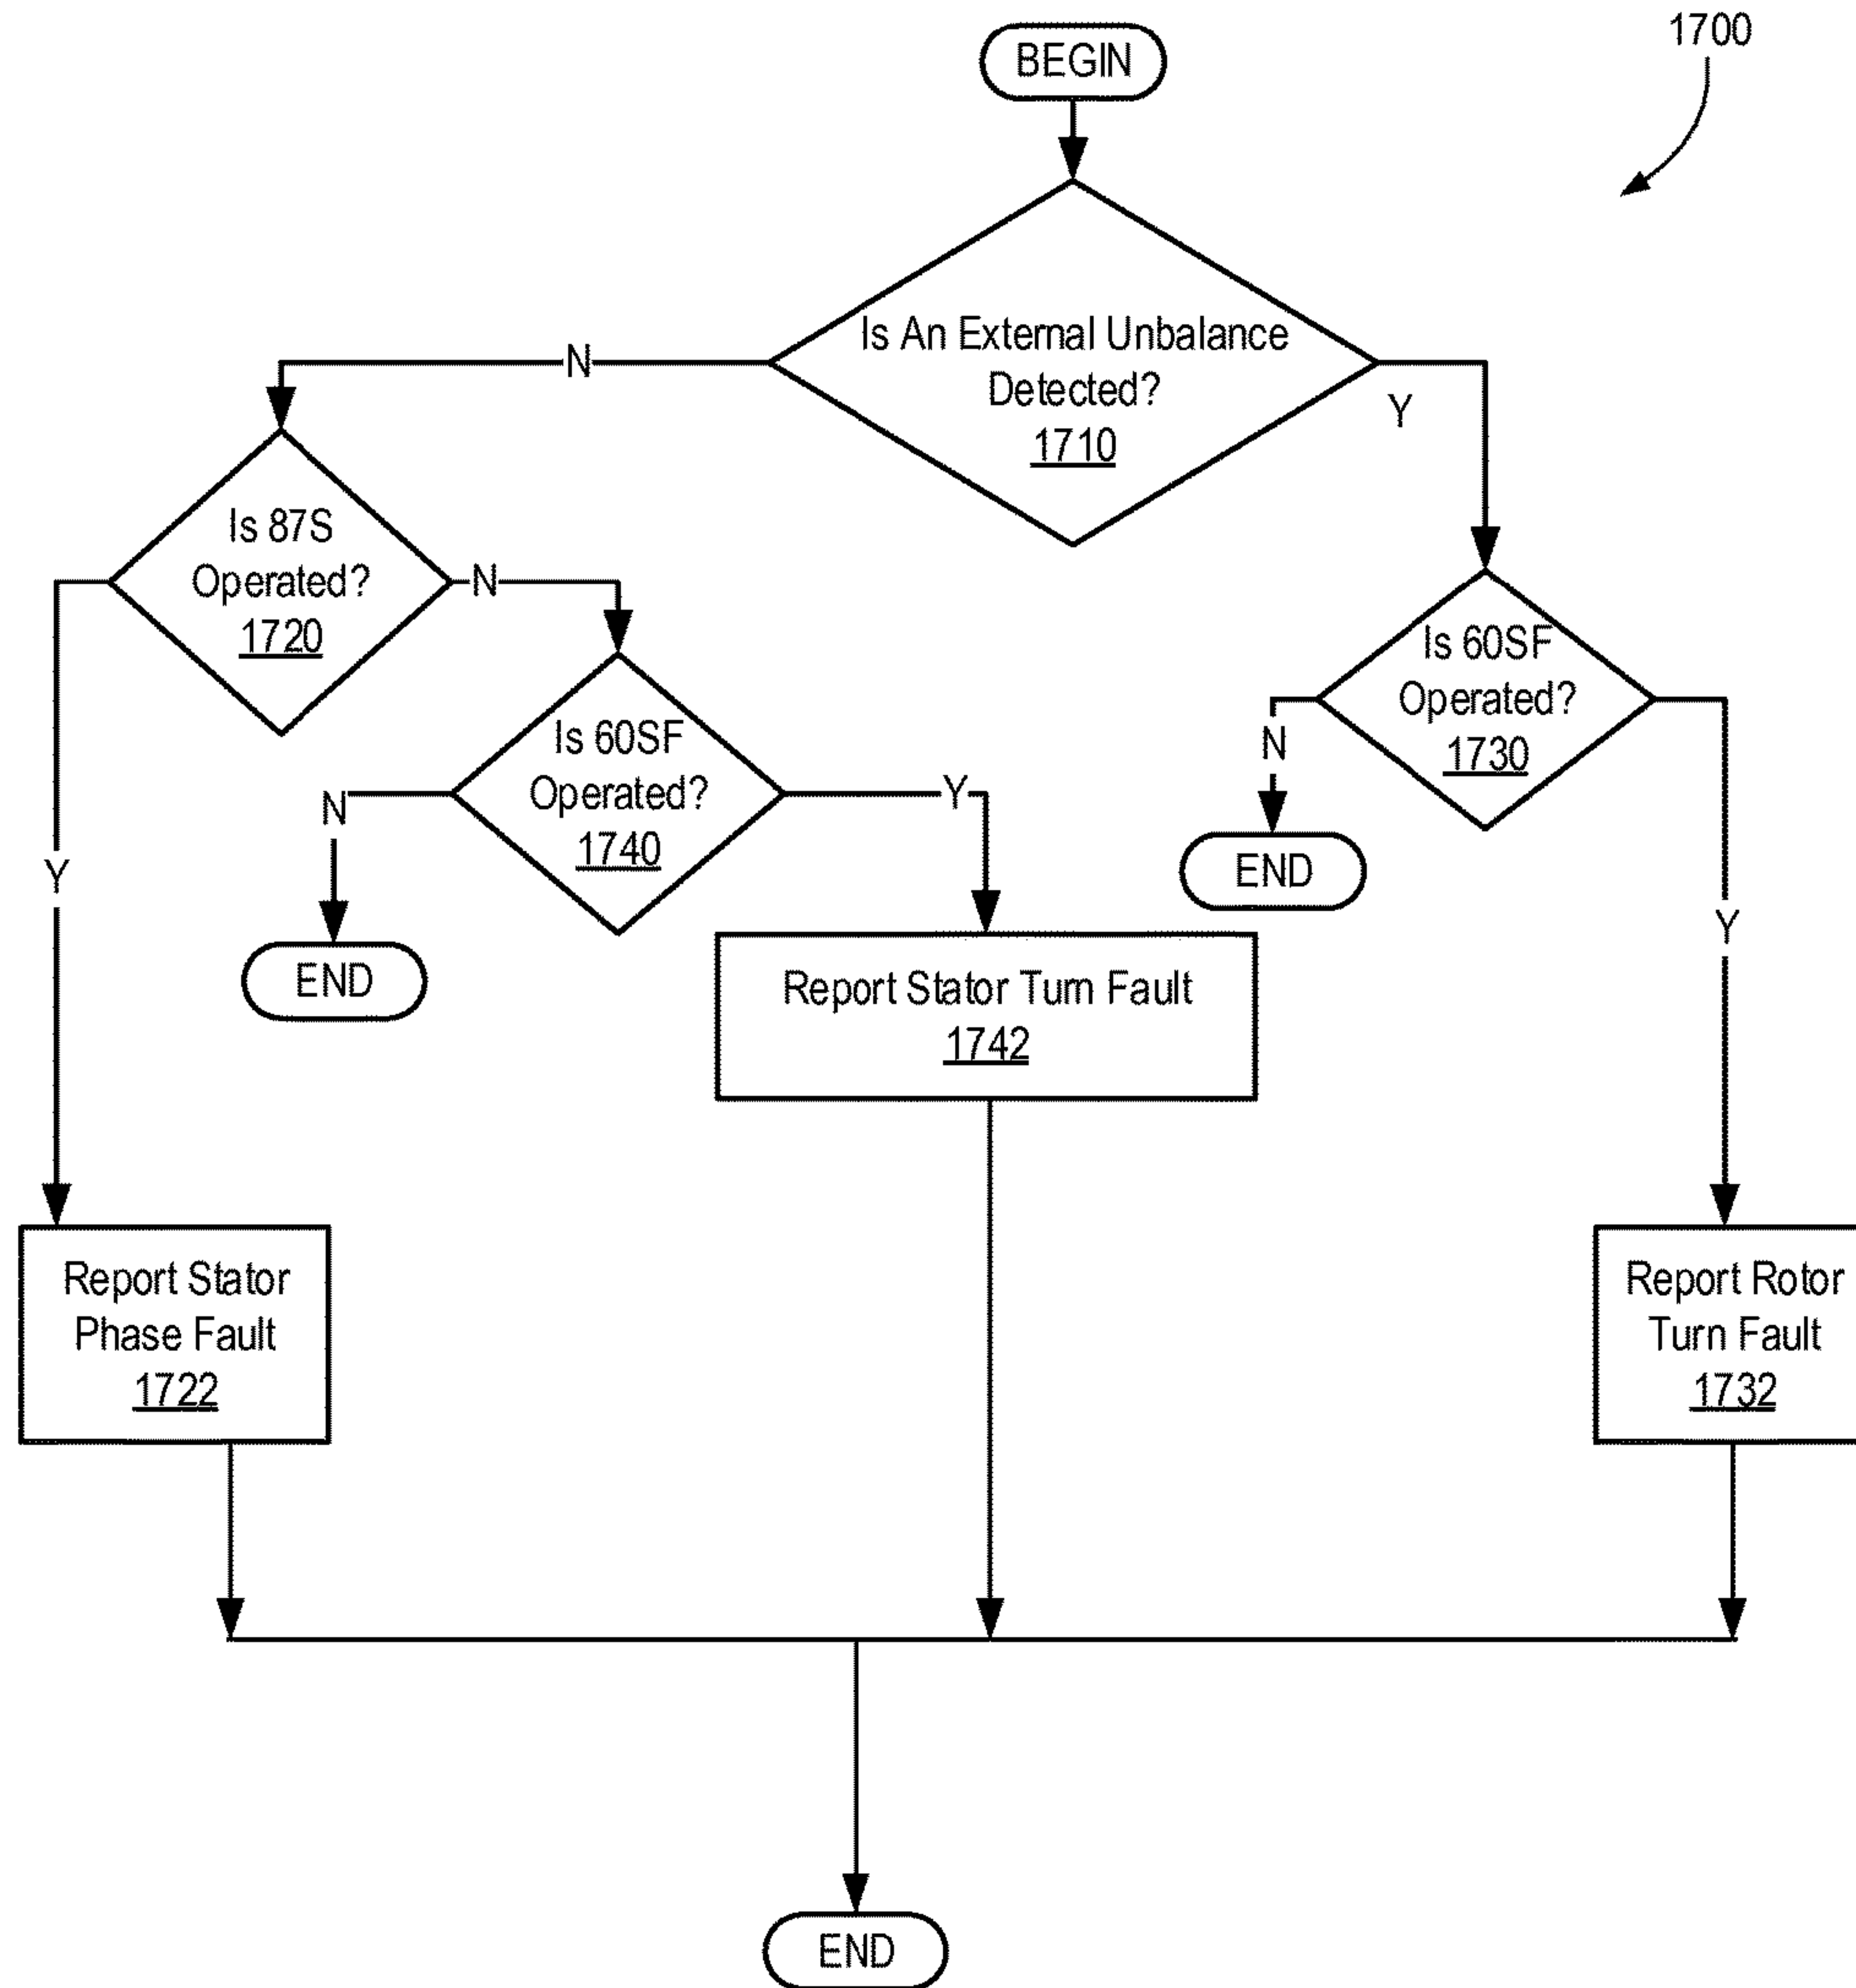 1700
BEGIN
Is An External Unbalance
Detected?
1710
N
Y
Is 87S
Operated?
1720
N
Y
Is 60SF
Operated?
1740
N
Y
END
Is 60SF
Operated?
1730
N
Y
END
Report Stator Turn Fault
1742
Report Stator
Phase Fault
1722
Report Rotor
Turn Fault
1732
END